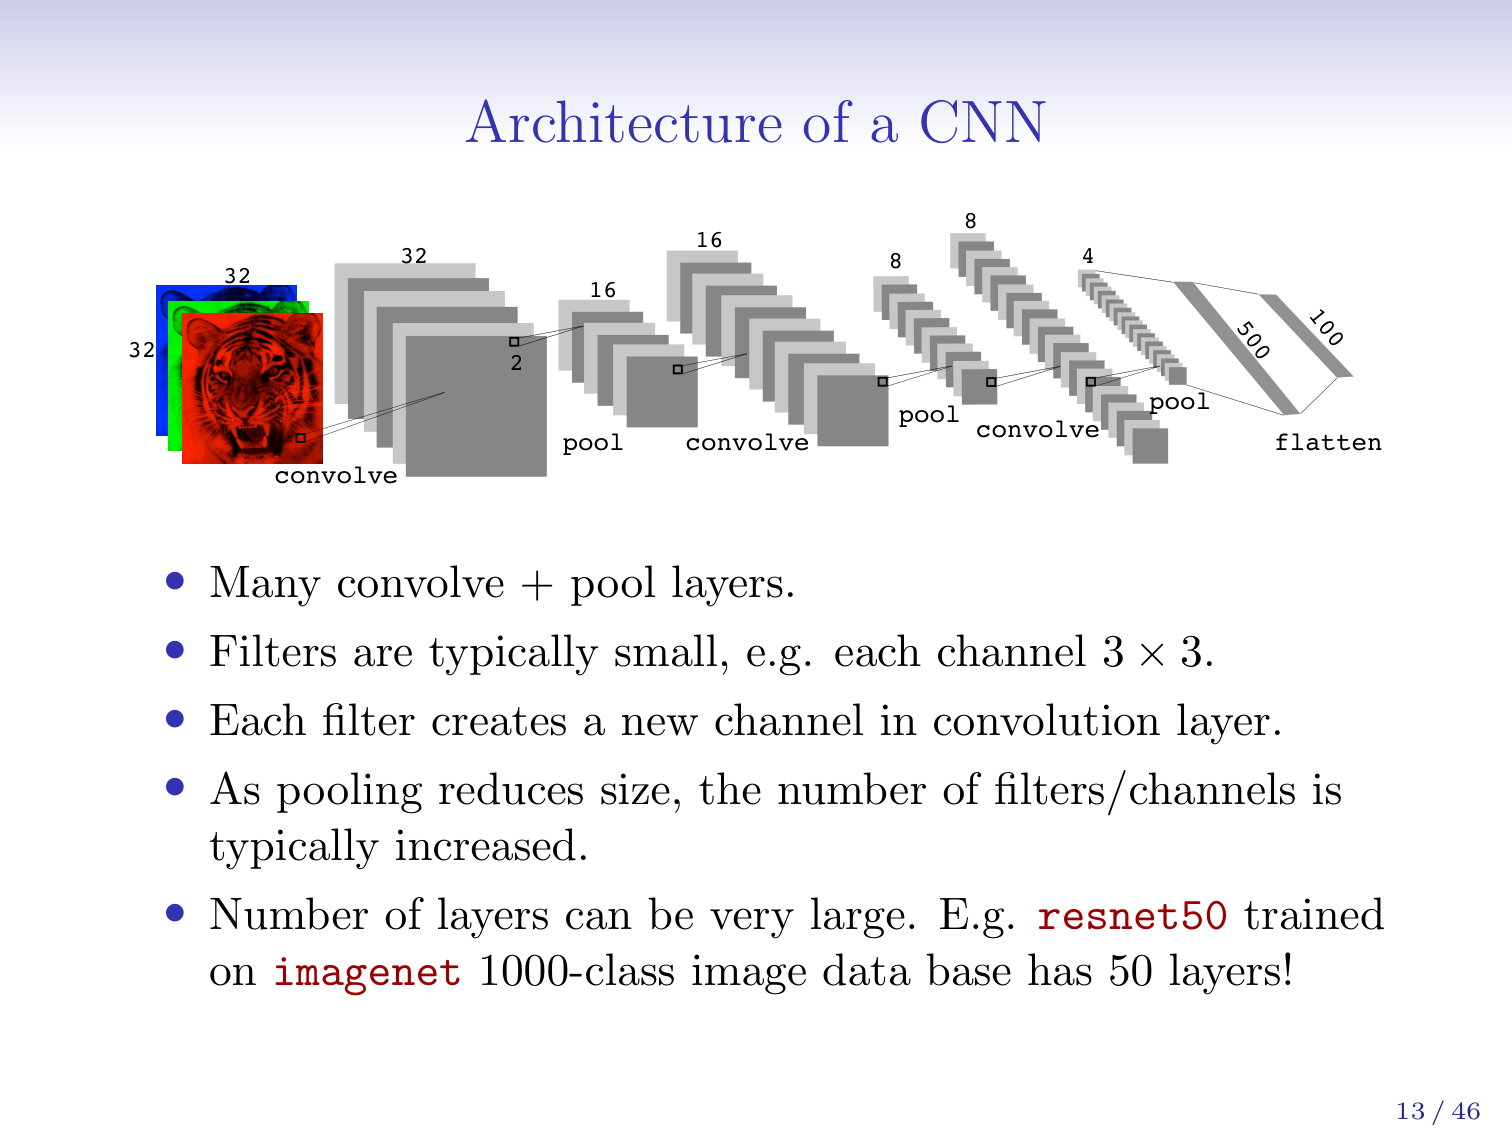 Architecture of a CNN
32
32
32
2
16
16
8
8
4
500
100
convolve
pool
convolve
pool
convolve
pool
flatten
• Many convolve + pool layers.
• Filters are typically small, e.g. each channel 3 × 3.
• Each filter creates a new channel in convolution layer.
• As pooling reduces size, the number of filters/channels is
typically increased.
• Number of layers can be very large. E.g. resnet50 trained
on imagenet 1000-class image data base has 50 layers!
13 / 46